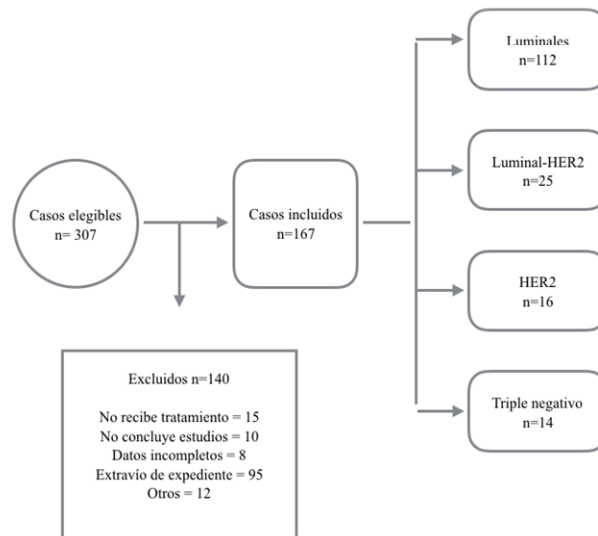 Casos elegibles
n= 307
Casos incluidos
n=167
Luminales
n=112
Luminal-HER2
n=25
HER2
n=16
Triple negativo
n=14
Excluidos n=140
No recibe tratamiento = 15
No concluye estudios = 10
Datos incompletos = 8
Extravío de expediente = 95
Otros = 12